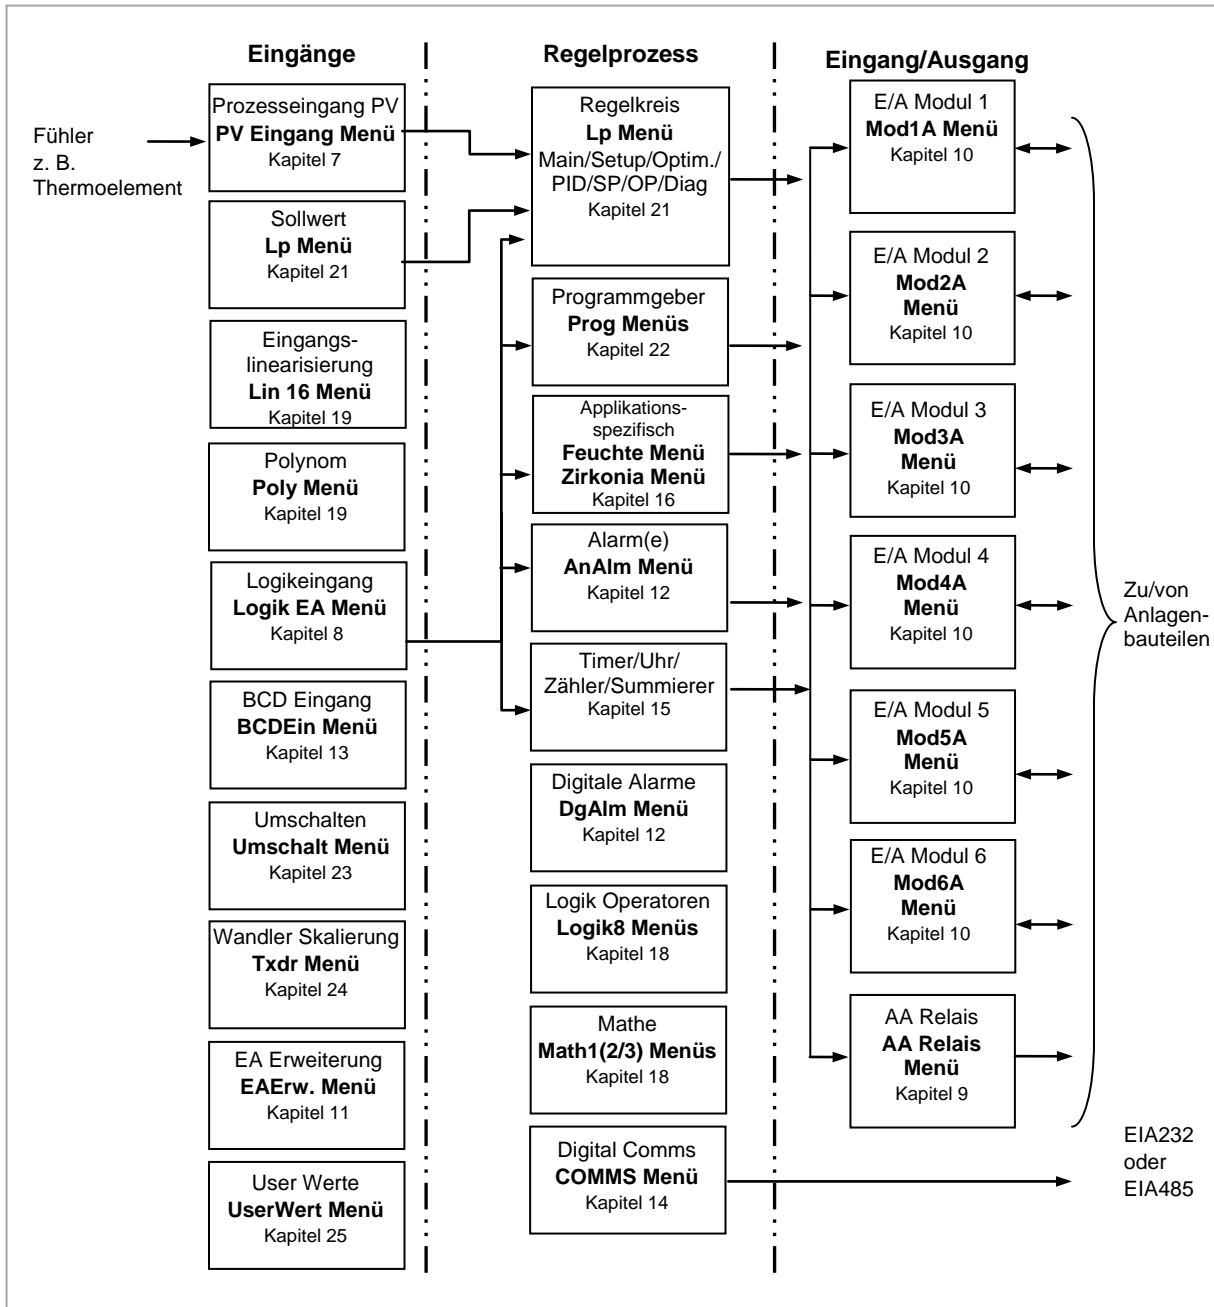 Eingänge
Regelprozess
Eingang/Ausgang
Fühler
z. B.
Thermoelement
Prozesseingang PV
PV Eingang Menü
Kapitel 7
Sollwert
Lp Menü
Kapitel 21
Eingangs-
linearisierung
Lin 16 Menü
Kapitel 19
Polynom
Poly Menü
Kapitel 19
Logikeingang
Logik EA Menü
Kapitel 8
BCD Eingang
BCDEin Menü
Kapitel 13
Umschalten
Umschalt Menü
Kapitel 23
Wandler Skalierung
Txdr Menü
Kapitel 24
EA Erweiterung
EAErw. Menü
Kapitel 11
User Werte
UserWert Menü
Kapitel 25
Regelkreis
Lp Menü
Main/Setup/Optim./
PID/SP/OP/Diag
Kapitel 21
Programmgeber
Prog Menüs
Kapitel 22
Applikations-
spezifisch
Feuchte Menü
Zirkonia Menü
Kapitel 16
Alarm(e)
AnAlm Menü
Kapitel 12
Timer/Uhr/
Zähler/Summierer
Kapitel 15
Digitale Alarme
DgAlm Menü
Kapitel 12
Logik Operatoren
Logik8 Menüs
Kapitel 18
Mathe
Math1(2/3) Menüs
Kapitel 18
Digital Comms
COMMS Menü
Kapitel 14
E/A Modul 1
Mod1A Menü
Kapitel 10
E/A Modul 2
Mod2A
Menü
Kapitel 10
E/A Modul 3
Mod3A
Menü
Kapitel 10
E/A Modul 4
Mod4A
Menü
Kapitel 10
E/A Modul 5
Mod5A
Menü
Kapitel 10
E/A Modul 6
Mod6A
Menü
Kapitel 10
AA Relais
AA Relais
Menü
Kapitel 9
Zu/von
Anlagen-
bauteilen
EIA232
oder
EIA485